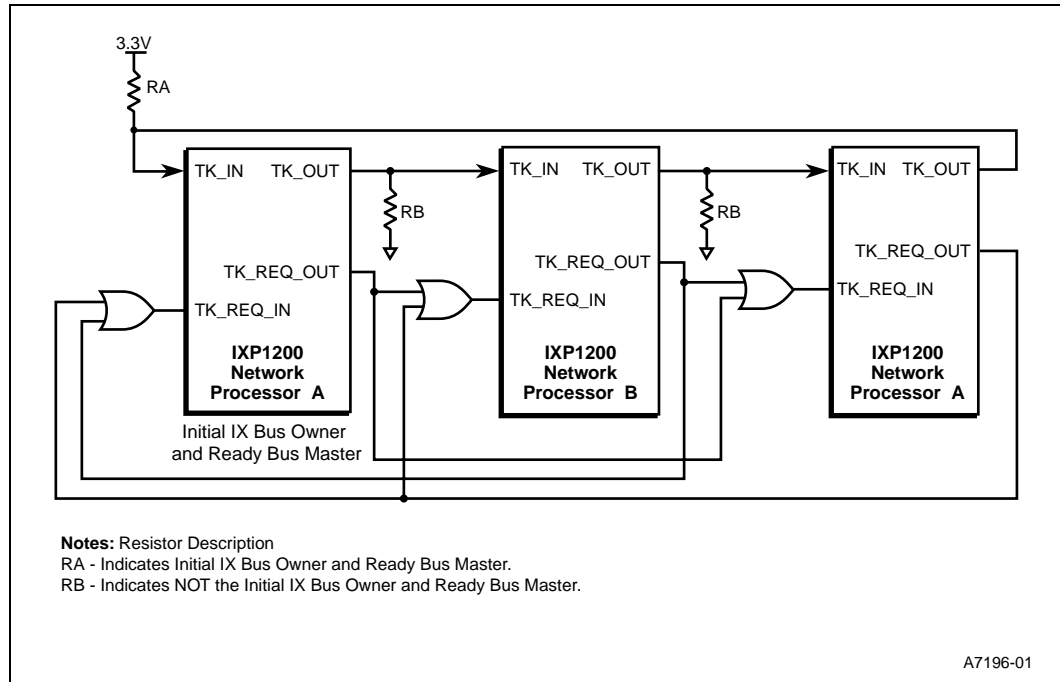 3.3V
RA
TK_IN TK_OUT
RB
TK_REQ_OUT
TK_REQ_IN
IXP1200
Network
Processor A
Initial IX Bus Owner
and Ready Bus Master
TK_IN TK_OUT
RB
TK_REQ_OUT
TK_REQ_IN
IXP1200
Network
Processor B
TK_IN TK_OUT
TK_REQ_OUT
TK_REQ_IN
IXP1200
Network
Processor A
Notes: Resistor Description
RA - Indicates Initial IX Bus Owner and Ready Bus Master.
RB - Indicates NOT the Initial IX Bus Owner and Ready Bus Master.
A7196-01